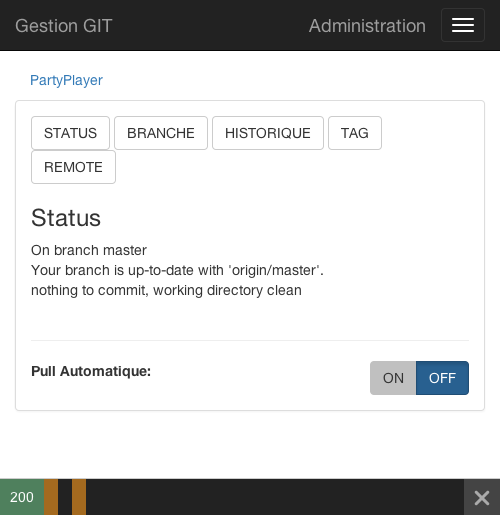 Gestion GIT Administration
PartyPlayer
STATUS BRANCHE HISTORIQUE TAG
REMOTE
Status
On branch master
Your branch is up-to-date with 'origin/master'.
nothing to commit, working directory clean
Pull Automatique: ON OFF
200